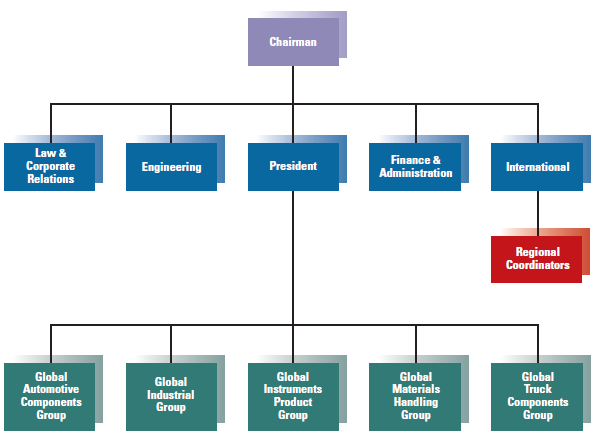 Chairman
Law &
Corporate
Relations
Engineering
President
Finance &
Administration
International
Regional
Coordinators
Global
Automotive
Components
Group
Global
Industrial
Group
Global
Instruments
Product
Group
Global
Materials
Handling
Group
Global
Truck
Components
Group